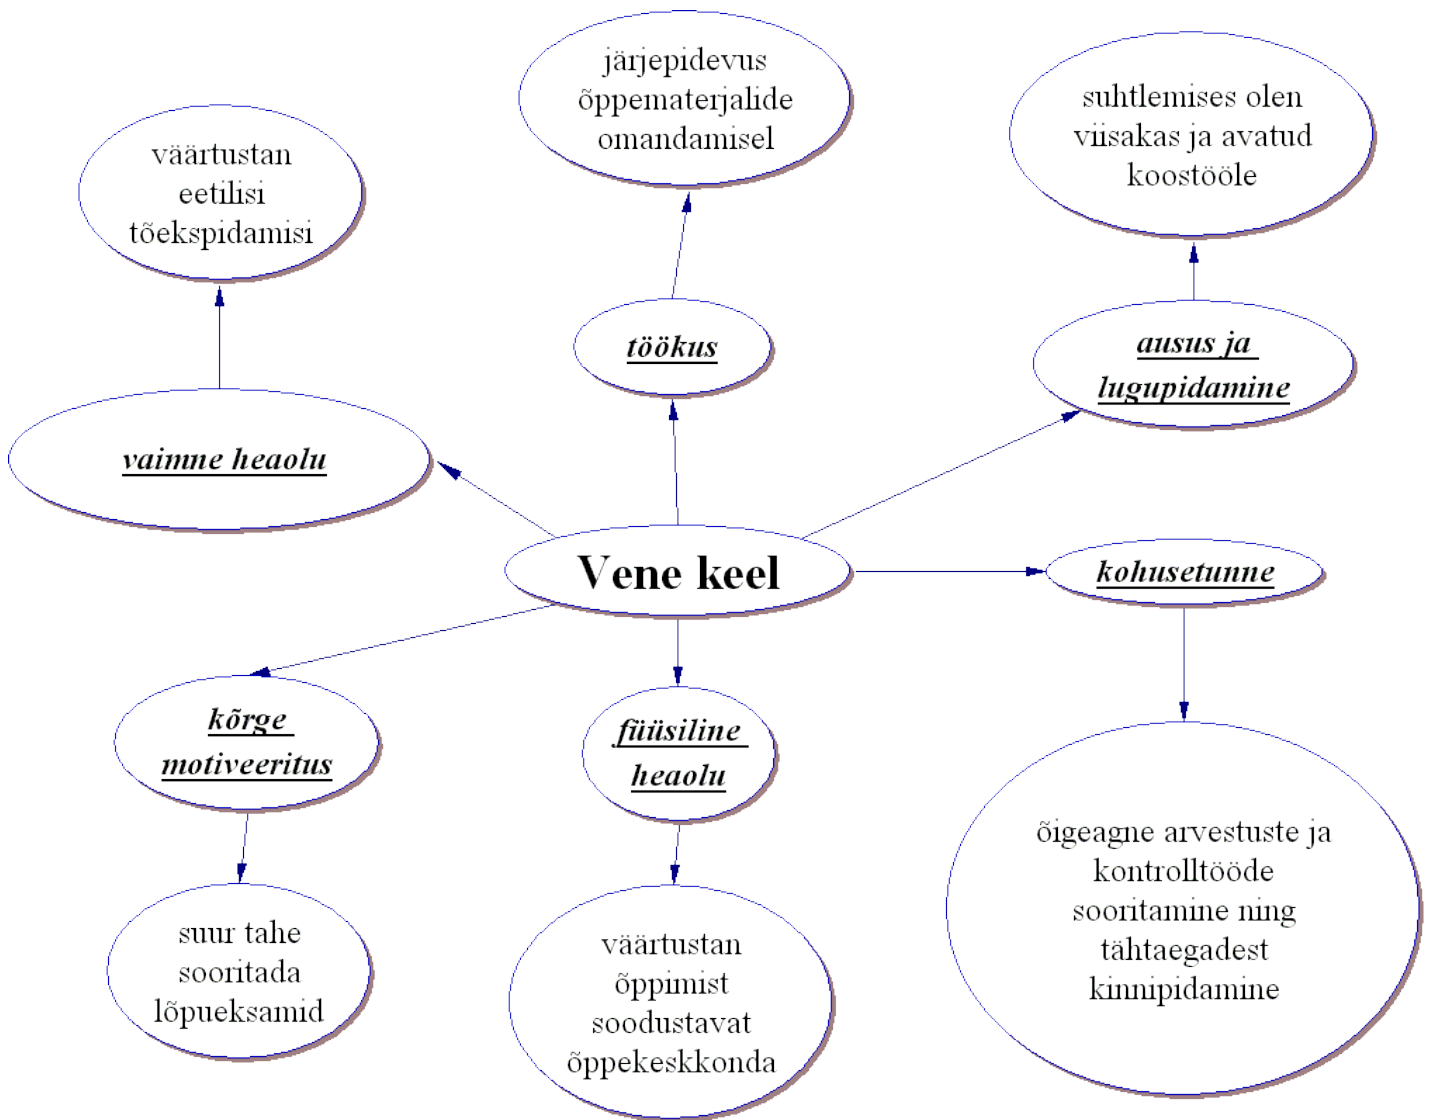 järjepidevus
õppematerjalide
omandamisel
suhtlemises olen
viisakas ja avatud
koostööle
väärtustan
eetilisi
tõekspidamisi
töökus
ausus ja
lugupidamine
vaimne heaolu
Vene keel
kohusetunne
kõrge
motiveeritus
füüsiline
heaolu
õigeagne arvestuste ja
kontrolltööde
sooritamine ning
tähtaegadest
kinnipidamine
suur tahe
sooritada
lõpueksamid
väärtustan
õppimist
soodustavat
õppekeskkonda